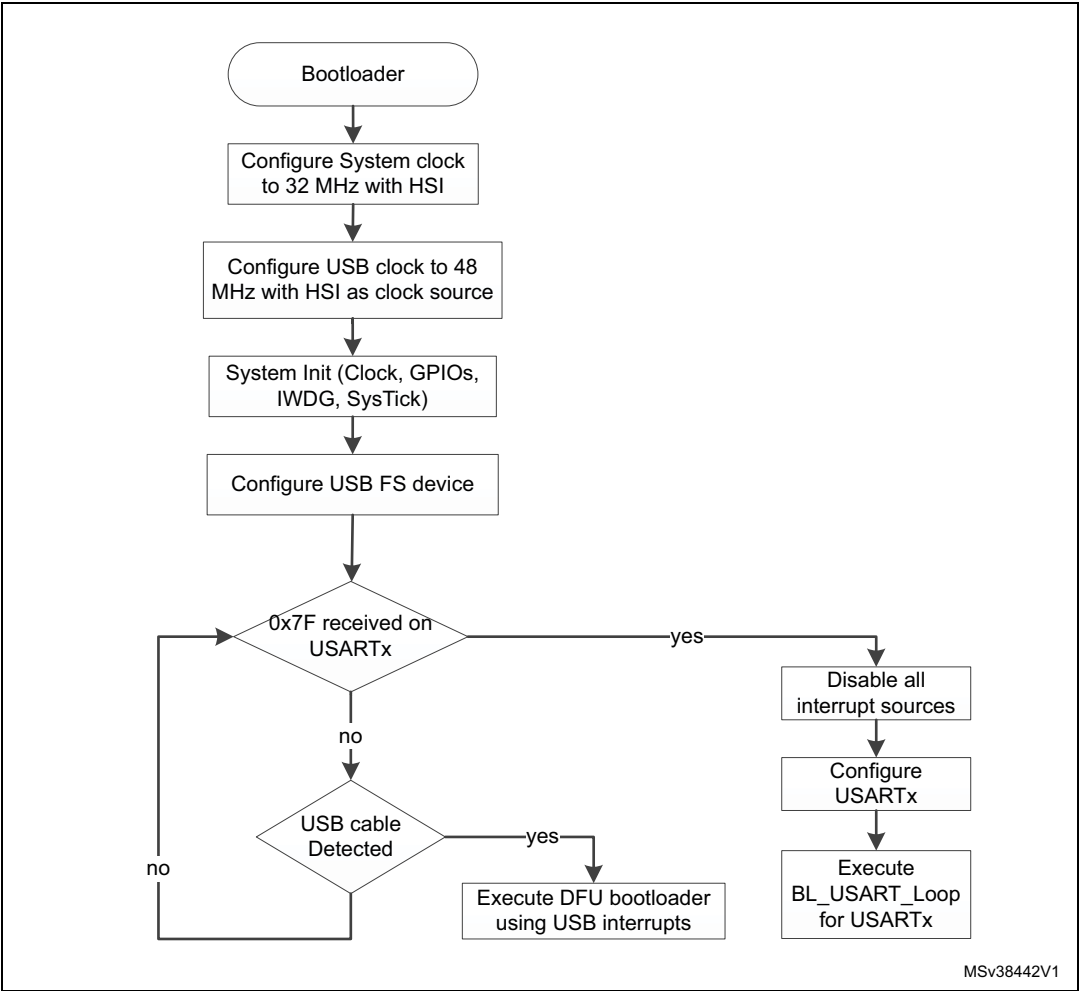 Bootloader
Configure System clock
to 32 MHz with HSI
Configure USB clock to 48
MHz with HSI as clock source
System Init (Clock, GPIOs,
IWDG, SysTick)
Configure USB FS device
0x7F received on
USARTx
yes
Disable all
interrupt sources
no
Configure
USARTx
USB cable
Detected
yes
no
Execute DFU bootloader
using USB interrupts
Execute
BL_USART_Loop
for USARTx
MSv38442V1